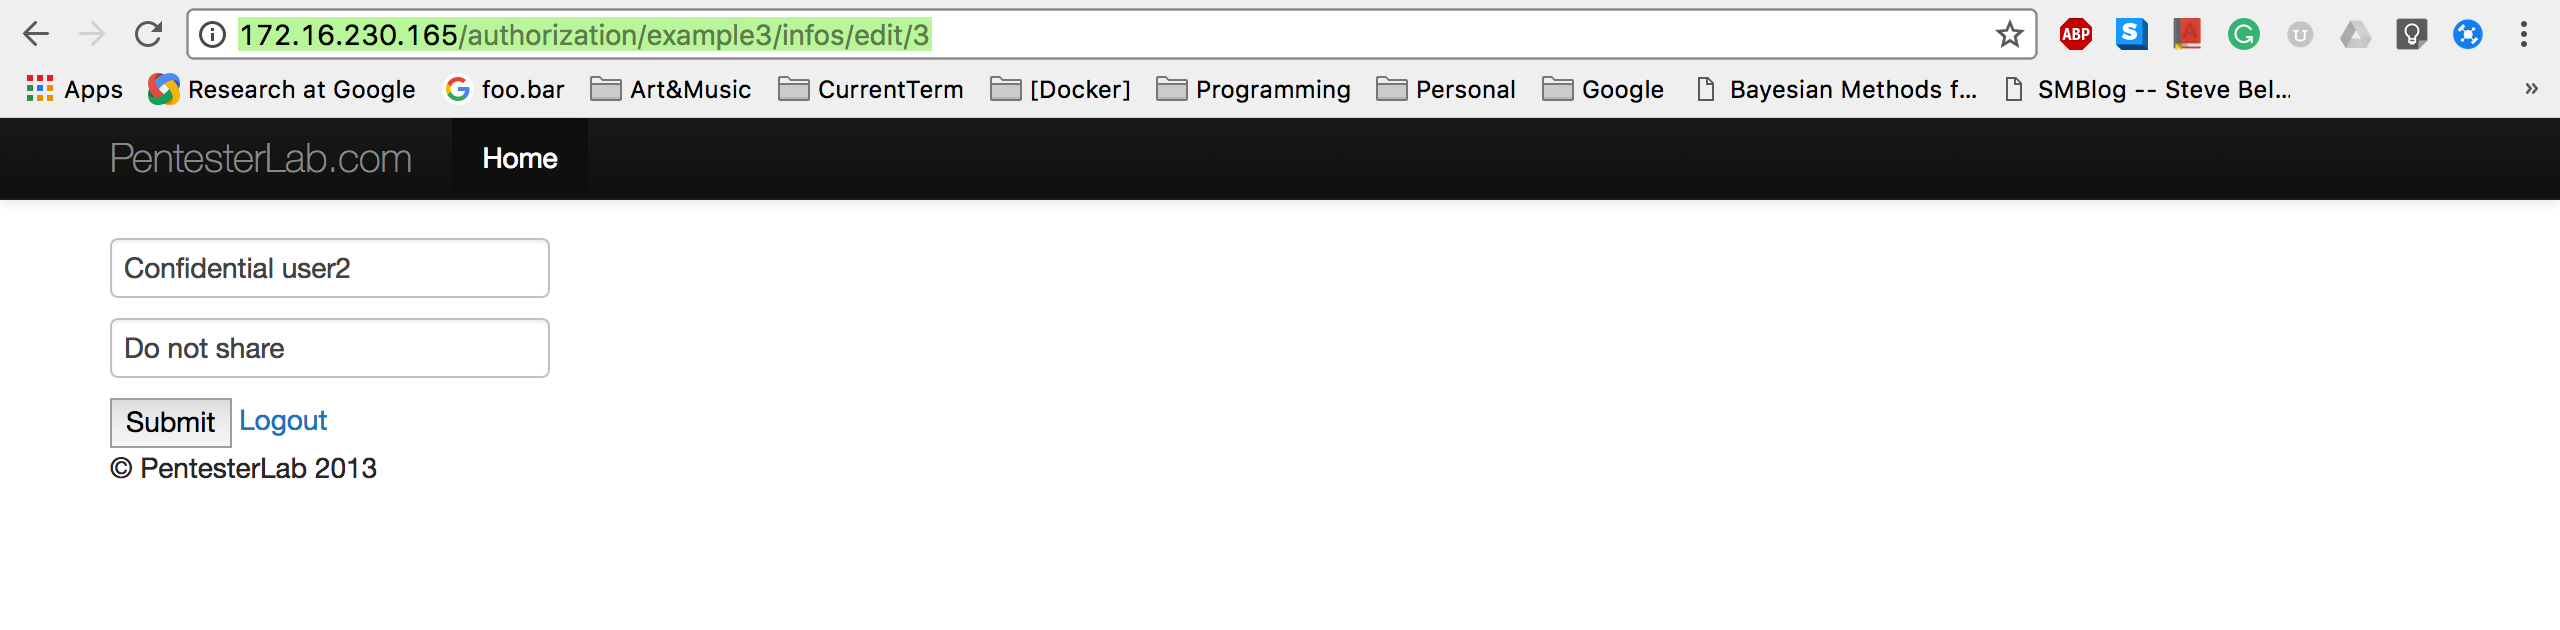 172.16.230.165/authorization/example3/infos/edit/3
ABP S A G U
Apps Research at Google G foo.bar Art&Music CurrentTerm [Docker] Programming Personal Google Bayesian Methods f... SMBlog -- Steve Bel... »
PentesterLab.com Home
Confidential user2
Do not share
Submit Logout
© PentesterLab 2013